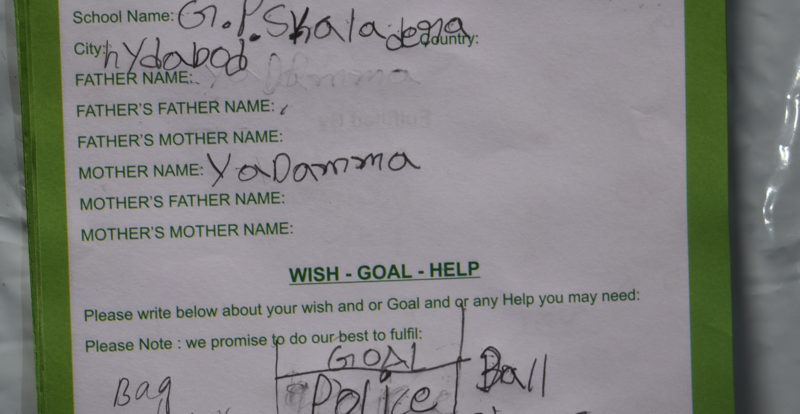 School Name: G.P.Skaladega
City: hydabad Country:
FATHER NAME:
FATHER'S FATHER NAME:
FATHER'S MOTHER NAME:
MOTHER NAME: YaDamma
MOTHER'S FATHER NAME:
MOTHER'S MOTHER NAME:
WISH - GOAL - HELP
Please write below about your wish and or Goal and or any Help you may need:
Please Note : we promise to do our best to fulfil:
GOAL
Bag Police Ball